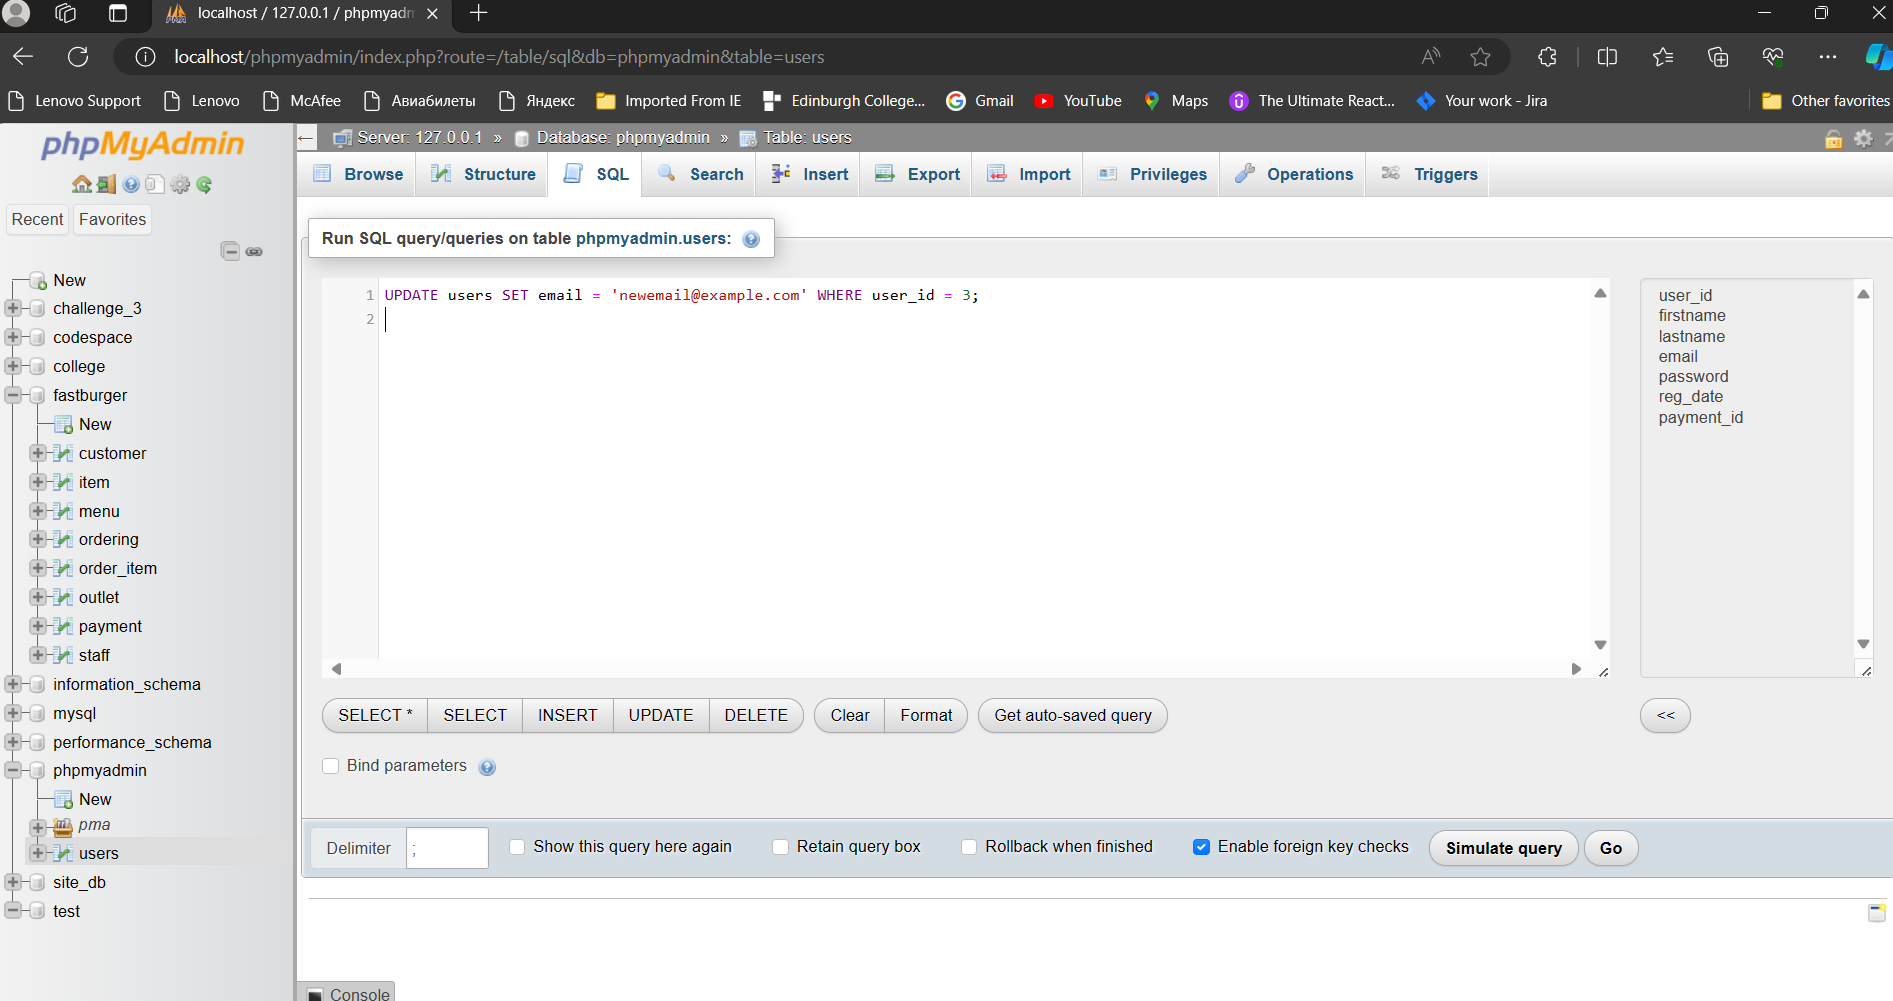 localhost / 127.0.0.1 / phpmyadm
localhost/phpmyadmin/index.php?route=/table/sql&db=phpmyadmin&table=users
Lenovo Support Lenovo McAfee Авиабилеты Яндекс Imported From IE Edinburgh College... Gmail YouTube Maps The Ultimate React... Your work - Jira Other favorites
phpMyAdmin
Recent Favorites
New
challenge_3
codespace
college
fastburger
New
customer
item
menu
ordering
order_item
outlet
payment
staff
information_schema
mysql
performance_schema
phpmyadmin
New
pma
users
site_db
test
Server: 127.0.0.1 » Database: phpmyadmin » Table: users
Browse Structure SQL Search Insert Export Import Privileges Operations Triggers
Run SQL query/queries on table phpmyadmin.users:
1 UPDATE users SET email = 'newemail@example.com' WHERE user_id = 3;
2
user_id
firstname
lastname
email
password
reg_date
payment_id
SELECT * SELECT INSERT UPDATE DELETE Clear Format Get auto-saved query <<
Bind parameters
Delimiter ; Show this query here again Retain query box Rollback when finished Enable foreign key checks Simulate query Go
Console